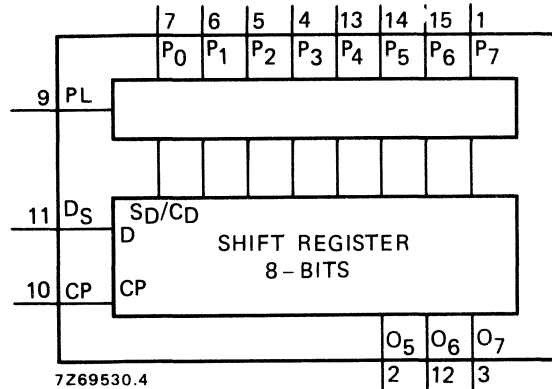 7 6 5 4 13 14 15 1
P0 P1 P2 P3 P4 P5 P6 P7
9 PL
11 DS
SD/CD
D
SHIFT REGISTER
8-BITS
10 CP CP
O5 O6 O7
2 12 3
7Z69530.4